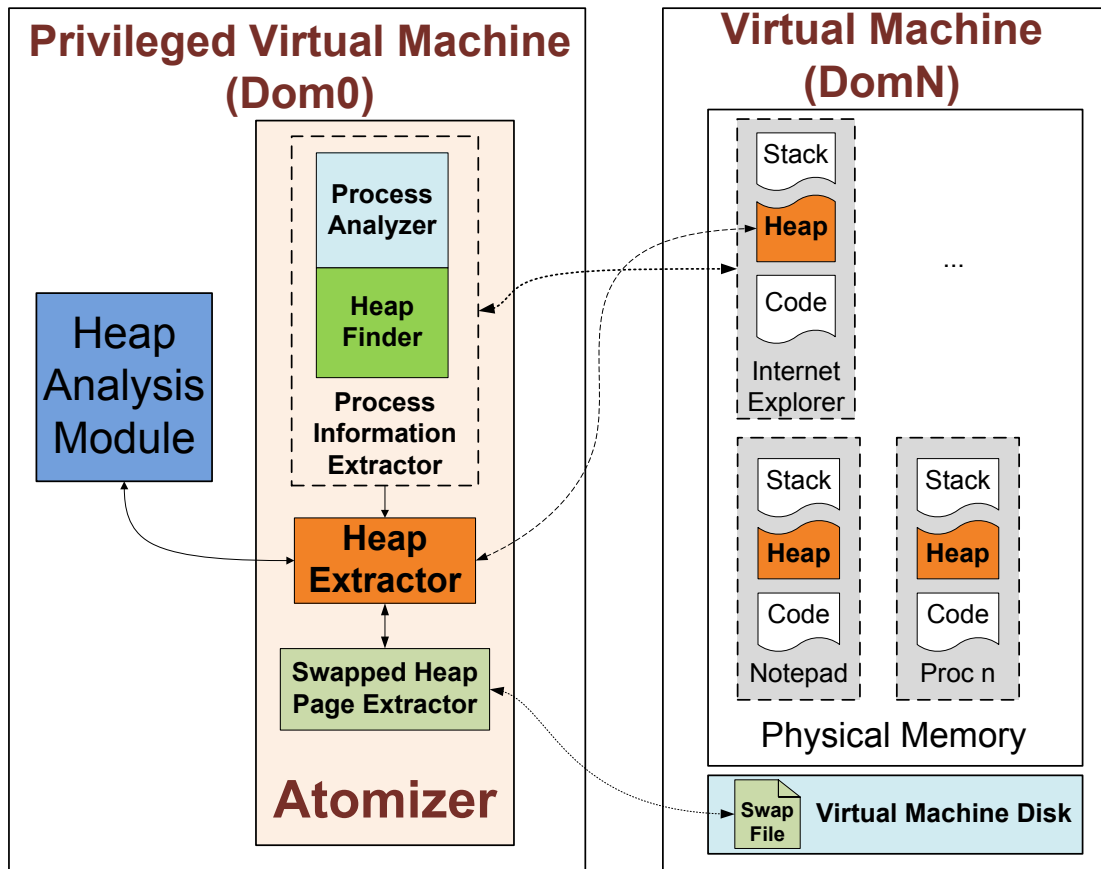 Privileged Virtual Machine
(Dom0)
Process
Analyzer
Heap
Finder
Process
Information
Extractor
Heap
Analysis
Module
Heap
Extractor
Swapped Heap
Page Extractor
Atomizer
Virtual Machine
(DomN)
Stack
Heap
Code
Internet
Explorer
...
Stack
Heap
Code
Notepad
Stack
Heap
Code
Proc n
Physical Memory
Swap
File
Virtual Machine Disk